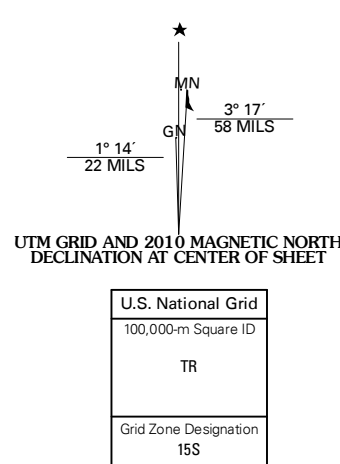 ★
MN
3° 17´
58 MILS
GN
1° 14´
22 MILS
UTM GRID AND 2010 MAGNETIC NORTH
DECLINATION AT CENTER OF SHEET
U.S. National Grid
100,000-m Square ID
TR
Grid Zone Designation
15S